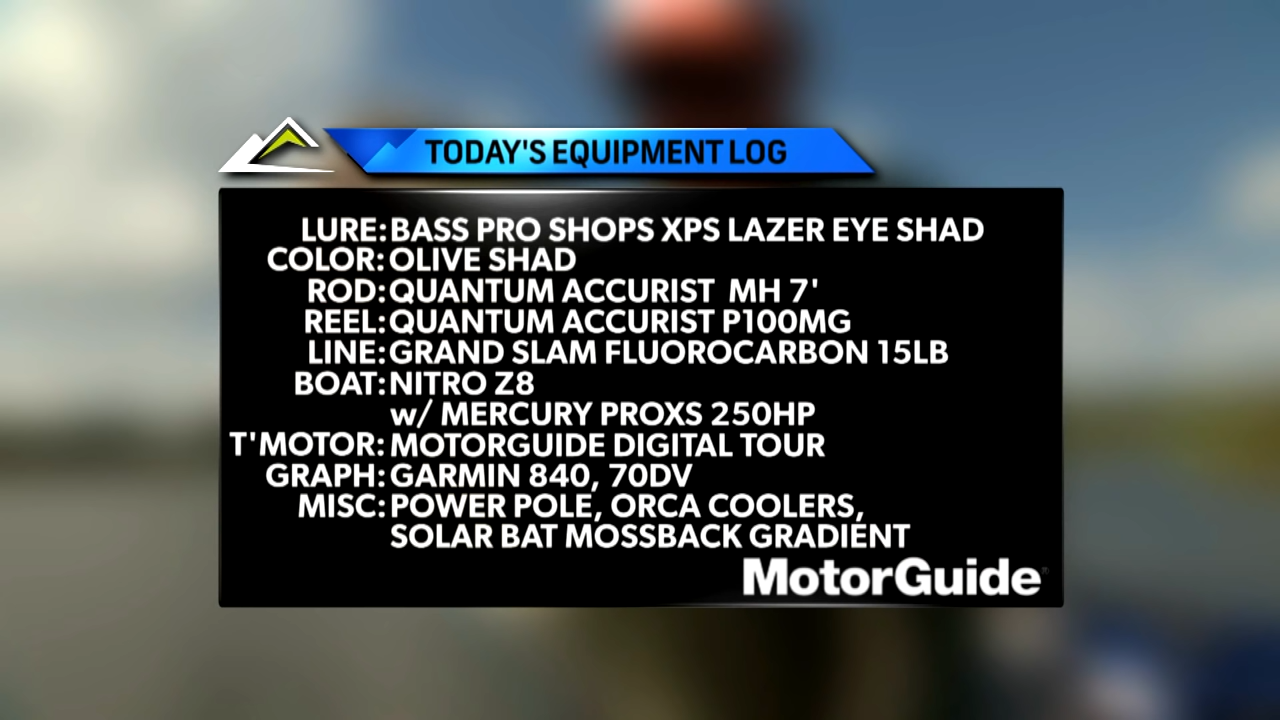 TODAY'S EQUIPMENT LOG
LURE: BASS PRO SHOPS XPS LAZER EYE SHAD
COLOR: OLIVE SHAD
ROD: QUANTUM ACCURIST MH 7'
REEL: QUANTUM ACCURIST P100MG
LINE: GRAND SLAM FLUOROCARBON 15LB
BOAT: NITRO Z8
w/ MERCURY PROXS 250HP
T'MOTOR: MOTORGUIDE DIGITAL TOUR
GRAPH: GARMIN 840, 70DV
MISC: POWER POLE, ORCA COOLERS,
SOLAR BAT MOSSBACK GRADIENT
MotorGuide®